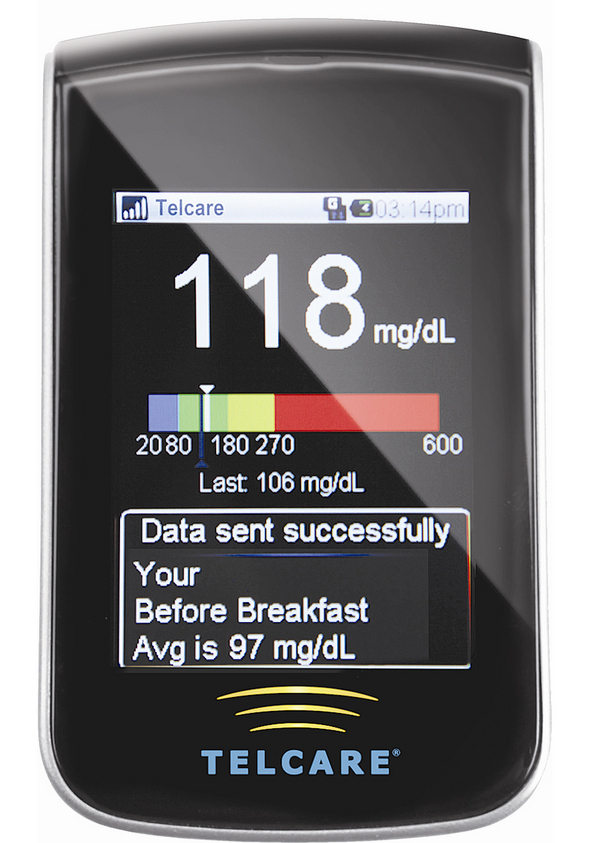 Telcare 03:14pm
118 mg/dL
20 80 180 270 600
Last: 106 mg/dL
Data sent successfully
Your
Before Breakfast
Avg is 97 mg/dL
TELCARE®